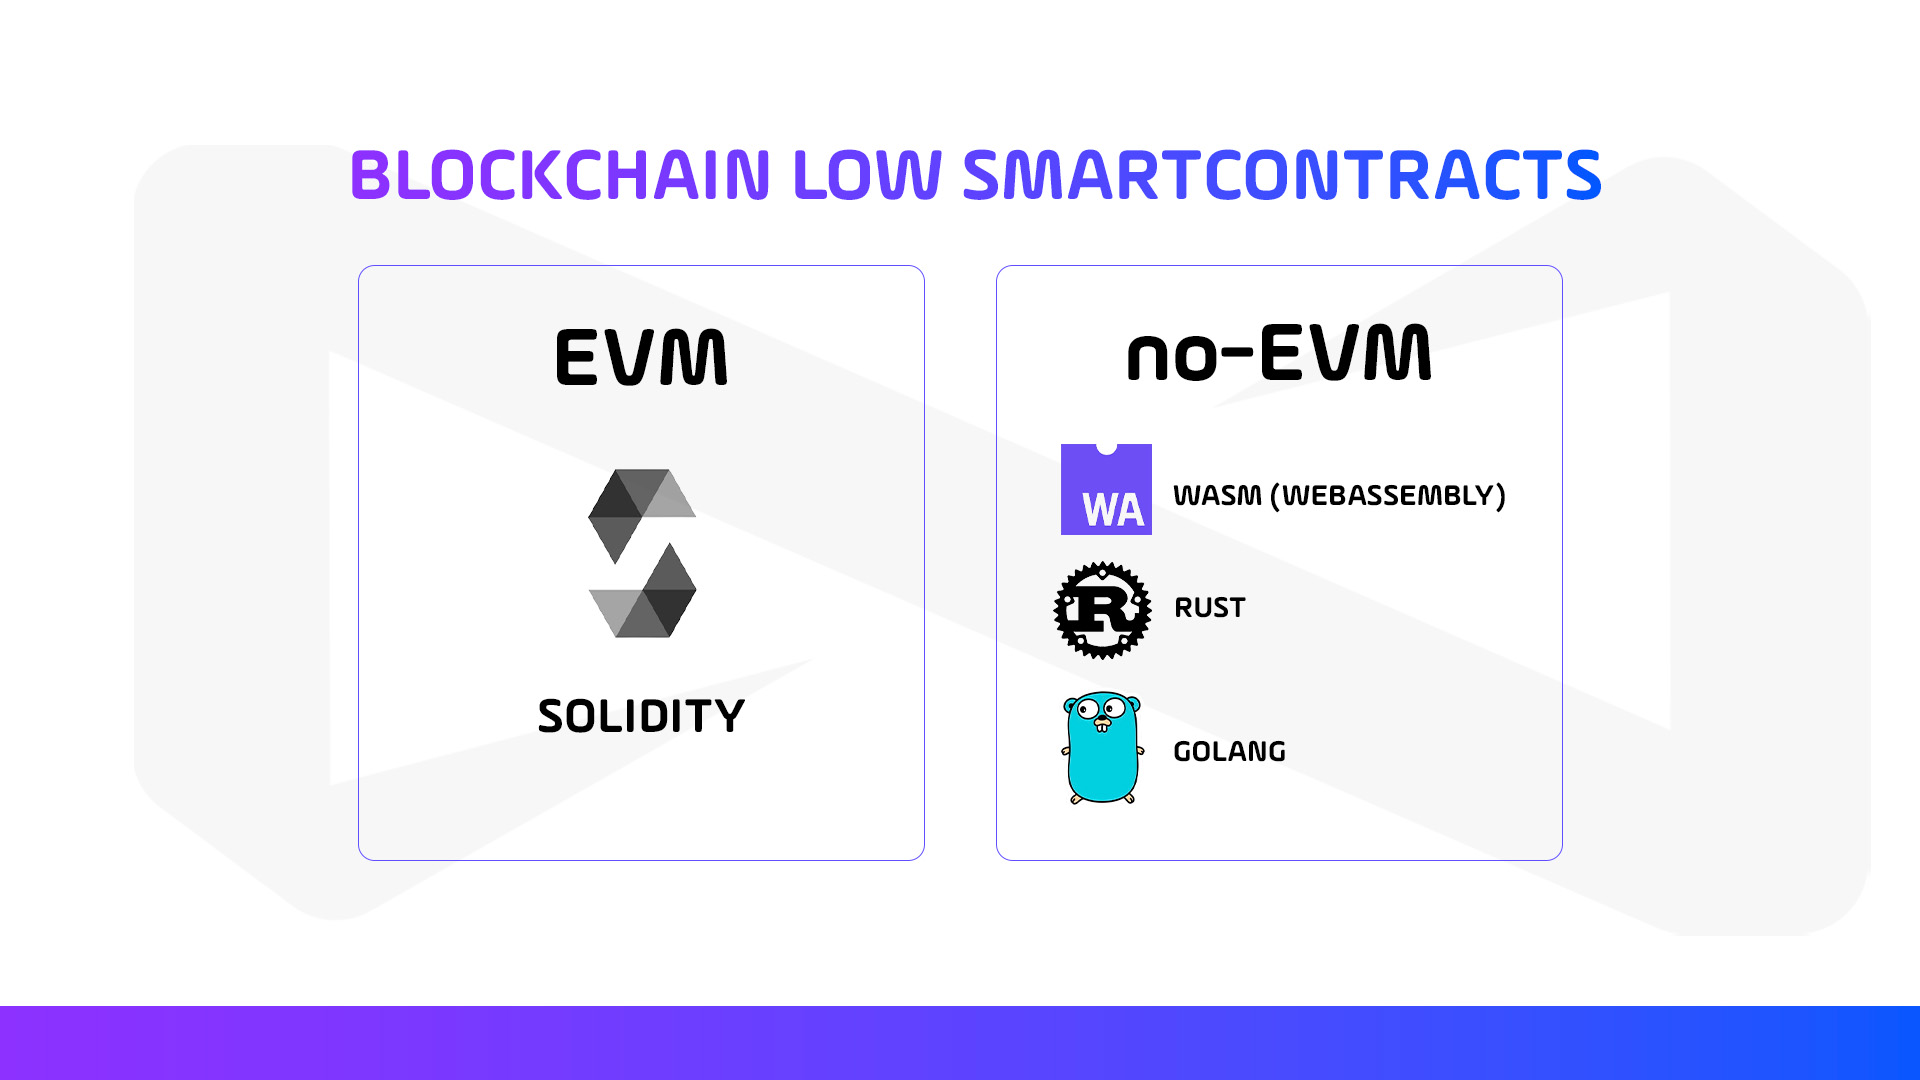 BLOCKCHAIN LOW SMARTCONTRACTS
EVM
SOLIDITY
no-EVM
WA
WASM (WEBASSEMBLY)
R
RUST
GOLANG